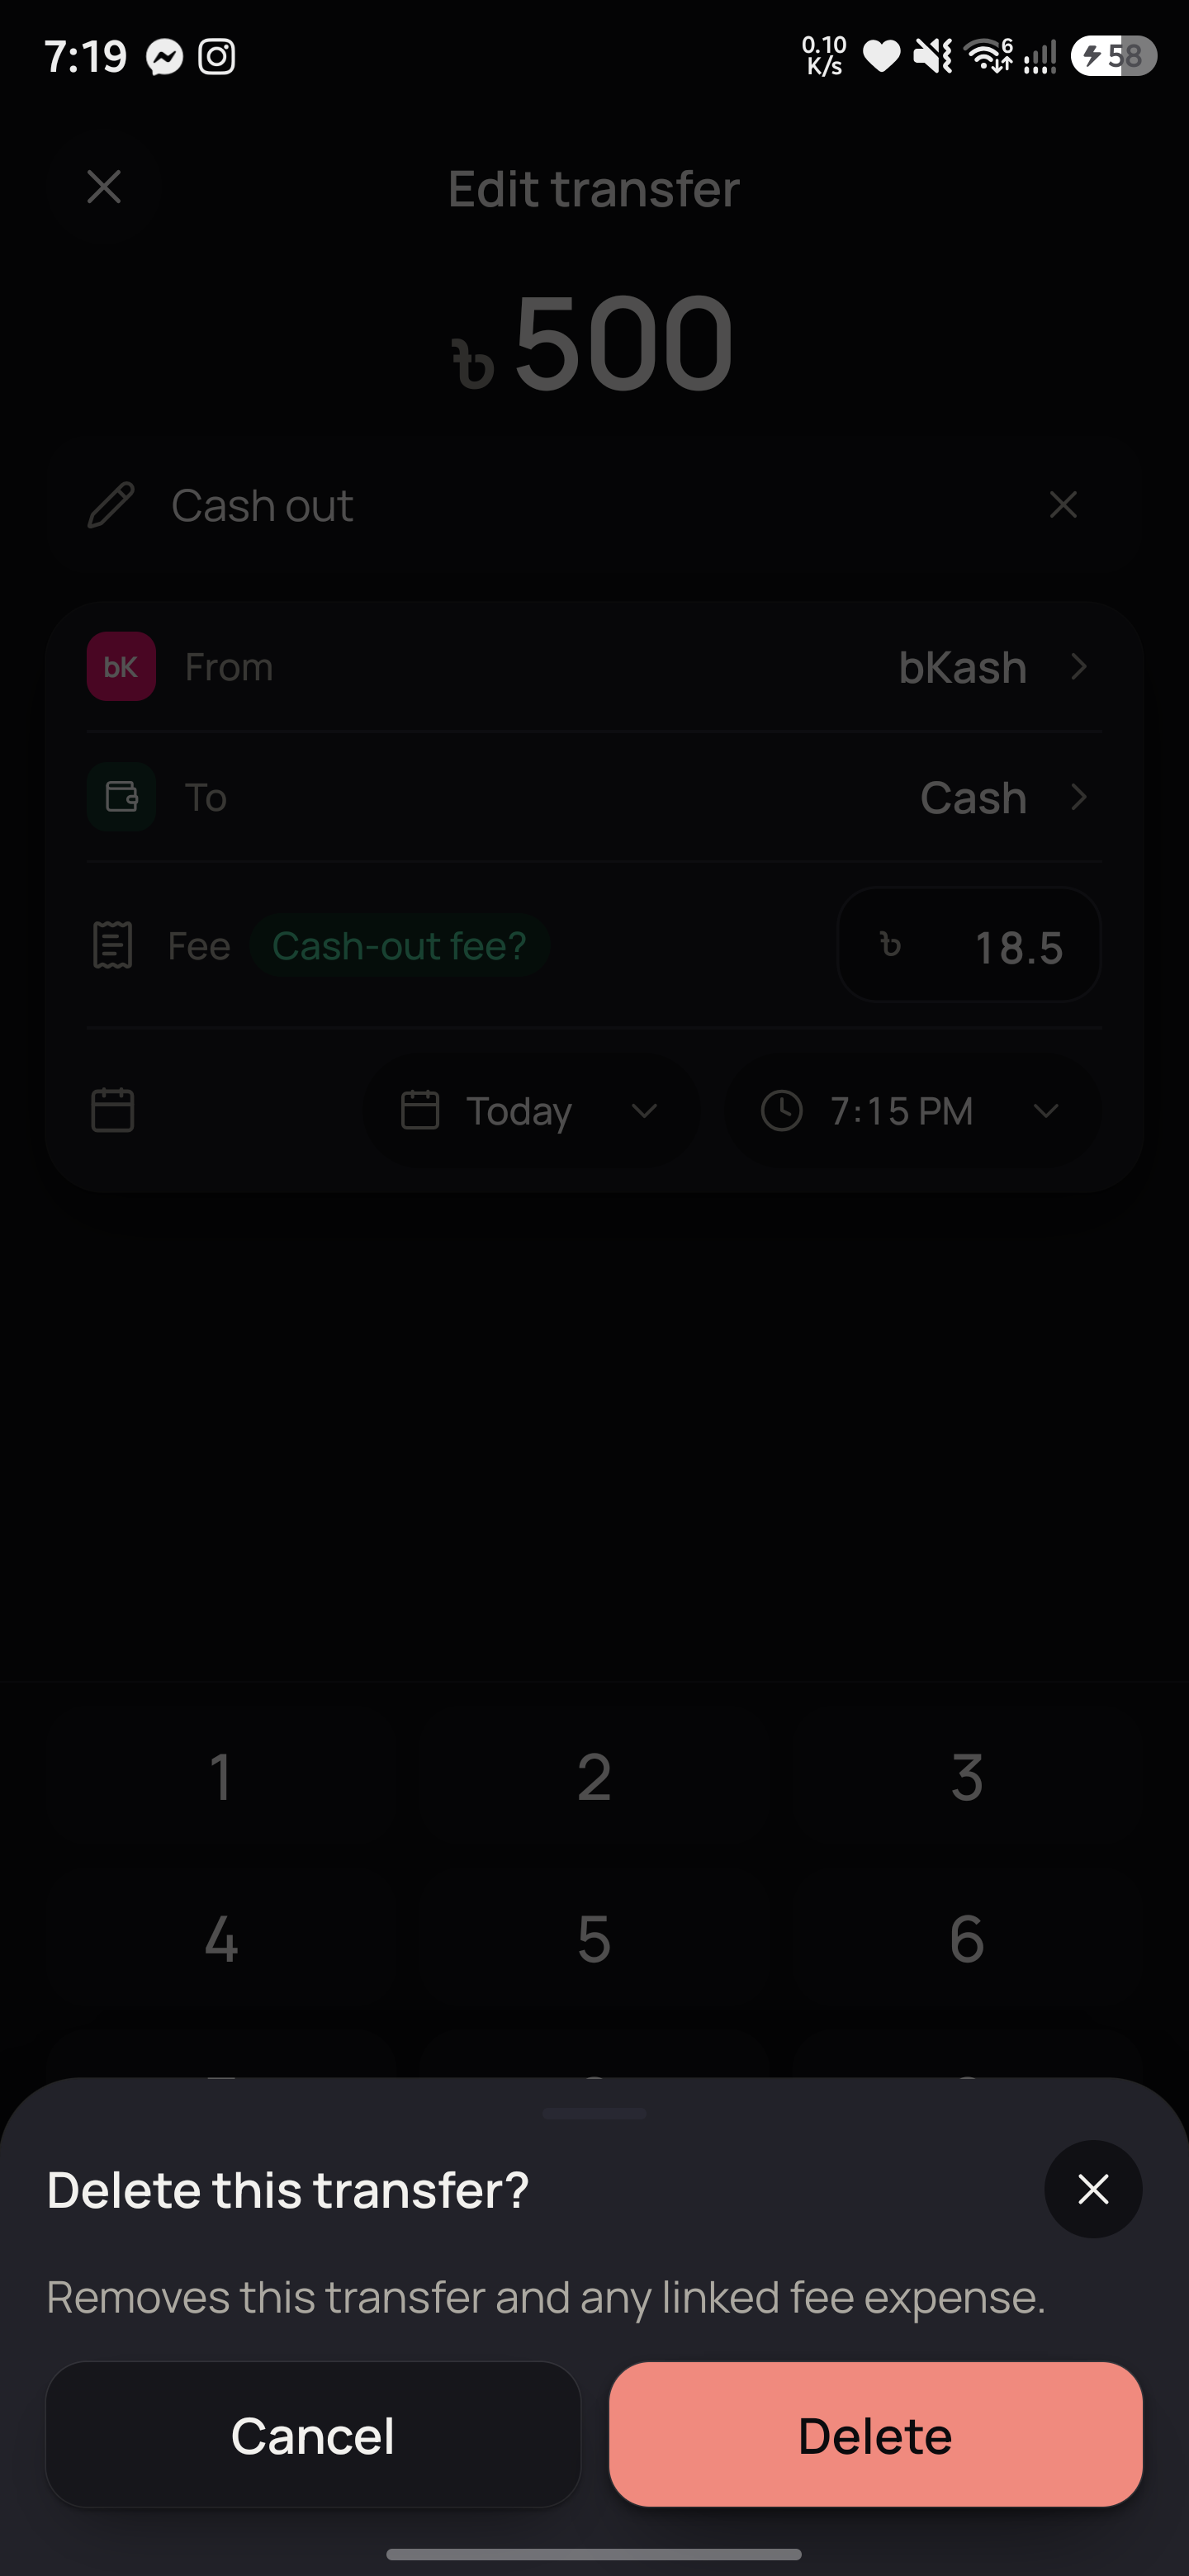 7:19
0.10
K/s
6
58
Edit transfer
৳ 500
Cash out
bK From bKash
To Cash
Fee Cash-out fee? ৳ 18.5
Today 7:15 PM
1 2 3
4 5 6
Delete this transfer?
Removes this transfer and any linked fee expense.
Cancel Delete